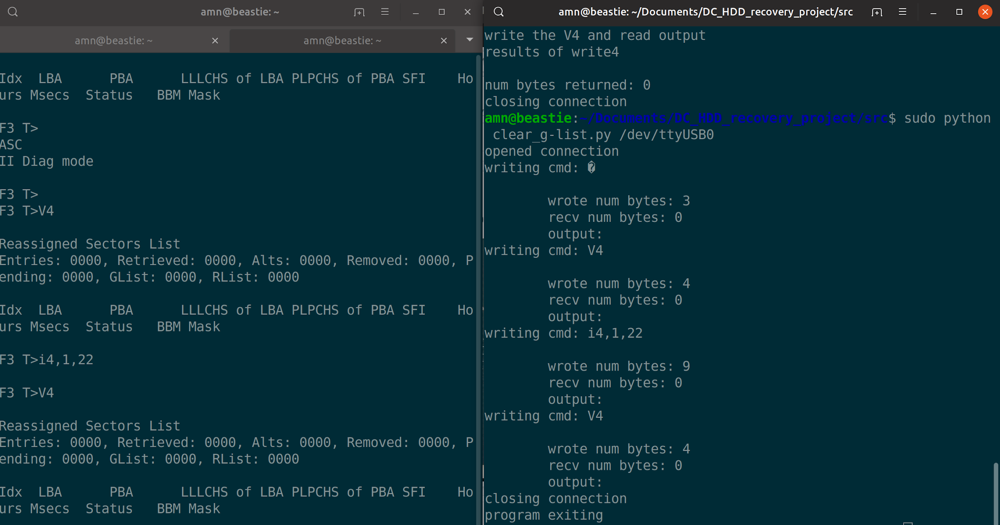 amn@beastie: ~
amn@beastie: ~
amn@beastie: ~
Idx  LBA      PBA      LLLCHS of LBA PLPCHS of PBA SFI    Ho
urs Msecs  Status   BBM Mask
F3 T>
ASC
II Diag mode
F3 T>
F3 T>V4
Reassigned Sectors List
Entries: 0000, Retrieved: 0000, Alts: 0000, Removed: 0000, P
ending: 0000, GList: 0000, RList: 0000
Idx  LBA      PBA      LLLCHS of LBA PLPCHS of PBA SFI    Ho
urs Msecs  Status   BBM Mask
F3 T>i4,1,22
F3 T>V4
Reassigned Sectors List
Entries: 0000, Retrieved: 0000, Alts: 0000, Removed: 0000, P
ending: 0000, GList: 0000, RList: 0000
Idx  LBA      PBA      LLLCHS of LBA PLPCHS of PBA SFI    Ho
urs Msecs  Status   BBM Mask
amn@beastie: ~/Documents/DC_HDD_recovery_project/src
write the V4 and read output
results of write4
num bytes returned: 0
closing connection
amn@beastie:~/Documents/DC_HDD_recovery_project/src$ sudo python
clear_g-list.py /dev/ttyUSB0
opened connection
writing cmd: �
wrote num bytes: 3
recv num bytes: 0
output:
writing cmd: V4
wrote num bytes: 4
recv num bytes: 0
output:
writing cmd: i4,1,22
wrote num bytes: 9
recv num bytes: 0
output:
writing cmd: V4
wrote num bytes: 4
recv num bytes: 0
output:
closing connection
program exiting